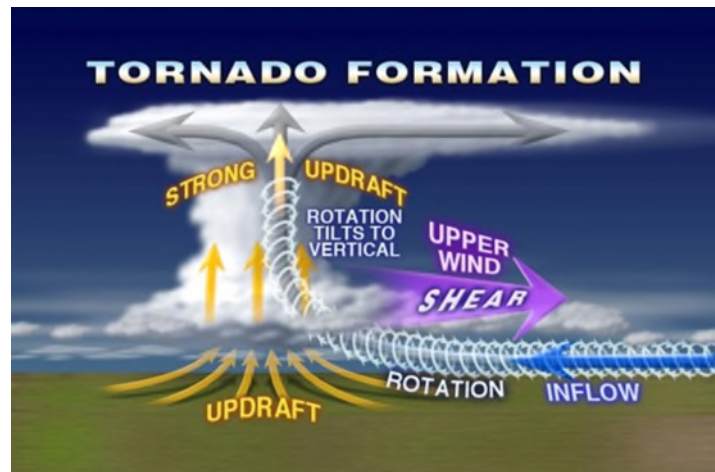 TORNADO FORMATION
STRONG UPDRAFT
ROTATION
TILTS TO
VERTICAL
UPPER
WIND
SHEAR
ROTATION
INFLOW
UPDRAFT